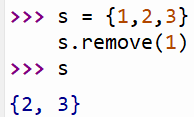 >>> s = {1,2,3}
    s.remove(1)
>>> s
{2, 3}